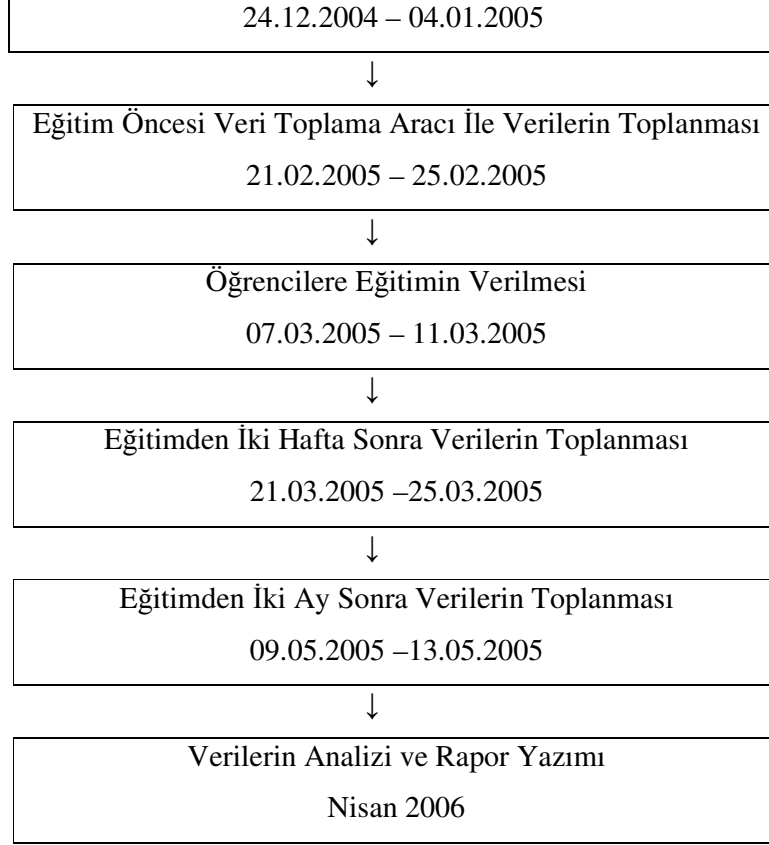 24.12.2004 – 04.01.2005
↓
Eğitim Öncesi Veri Toplama Aracı İle Verilerin Toplanması
21.02.2005 – 25.02.2005
↓
Öğrencilere Eğitimin Verilmesi
07.03.2005 – 11.03.2005
↓
Eğitimden İki Hafta Sonra Verilerin Toplanması
21.03.2005 –25.03.2005
↓
Eğitimden İki Ay Sonra Verilerin Toplanması
09.05.2005 –13.05.2005
↓
Verilerin Analizi ve Rapor Yazımı
Nisan 2006